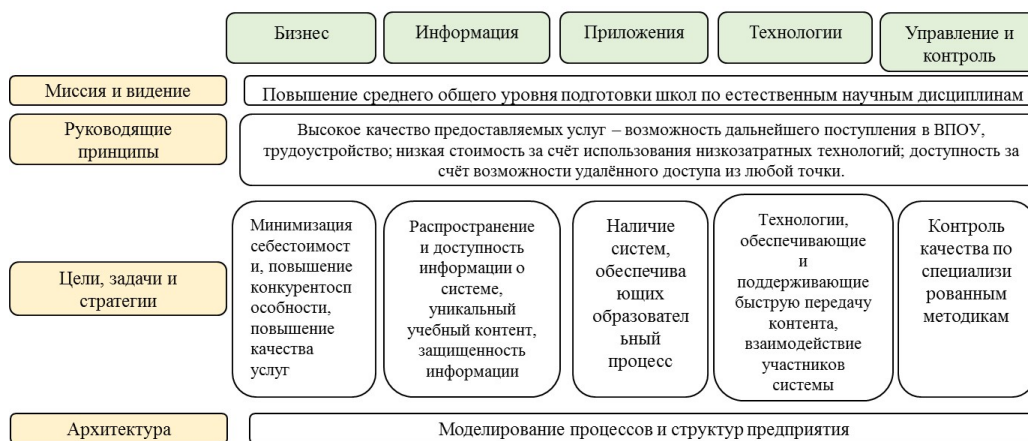 Бизнес
Информация
Приложения
Технологии
Управление и
контроль
Миссия и видение
Повышение среднего общего уровня подготовки школ по естественным научным дисциплинам
Руководящие
принципы
Высокое качество предоставляемых услуг – возможность дальнейшего поступления в ВПОУ,
трудоустройство; низкая стоимость за счёт использования низкозатратных технологий; доступность за
счёт возможности удалённого доступа из любой точки.
Цели, задачи и
стратегии
Минимизация
себестоимост
и, повышение
конкурентосп
особности,
повышение
качества
услуг
Распространение
и доступность
информации о
системе,
уникальный
учебный контент,
защищенность
информации
Наличие
систем,
обеспечива
ющих
образовател
ьный
процесс
Технологии,
обеспечивающие
и
поддерживающие
быструю передачу
контента,
взаимодействие
участников
системы
Контроль
качества по
специализи
рованным
методикам
Архитектура
Моделирование процессов и структур предприятия